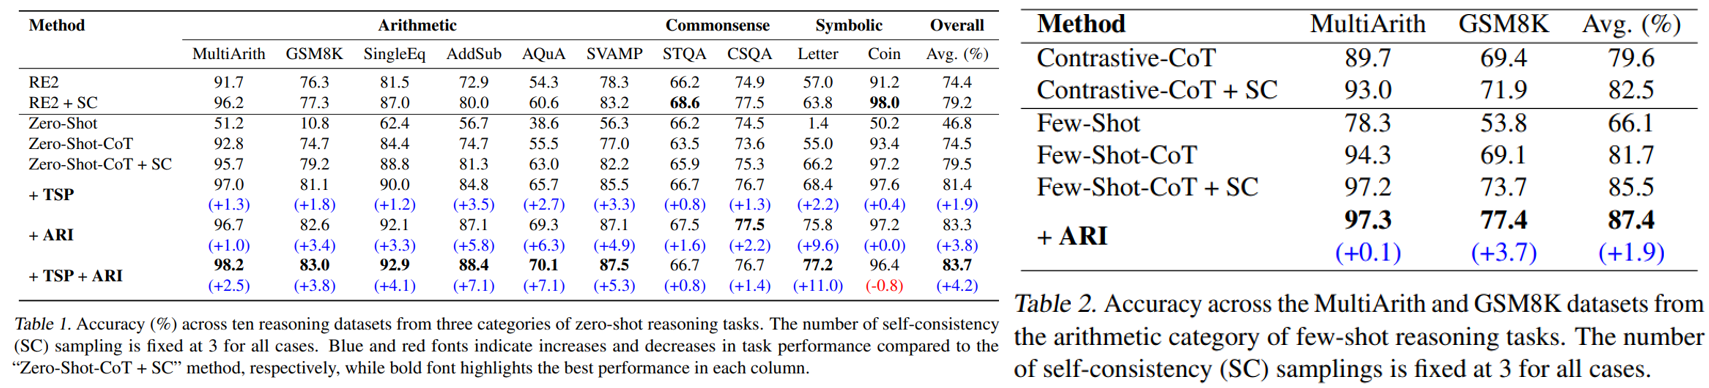 Method Arithmetic Commonsense Symbolic Overall
MultiArith GSM8K SingleEq AddSub AQuA SVAMP STQA CSQA Letter Coin Avg. (%)
RE2 91.7 76.3 81.5 72.9 54.3 78.3 66.2 74.9 57.0 91.2 74.4
RE2 + SC 96.2 77.3 87.0 80.0 60.6 83.2 68.6 77.5 63.8 98.0 79.2
Zero-Shot 51.2 10.8 62.4 56.7 38.6 56.3 66.2 74.5 1.4 50.2 46.8
Zero-Shot-CoT 92.8 74.7 84.4 74.7 55.5 77.0 63.5 73.6 55.0 93.4 74.5
Zero-Shot-CoT + SC 95.7 79.2 88.8 81.3 63.0 82.2 65.9 75.3 66.2 97.2 79.5
+ TSP 97.0 81.1 90.0 84.8 65.7 85.5 66.7 76.7 68.4 97.6 81.4
(+1.3) (+1.8) (+1.2) (+3.5) (+2.7) (+3.3) (+0.8) (+1.3) (+2.2) (+0.4) (+1.9)
+ ARI 96.7 82.6 92.1 87.1 69.3 87.1 67.5 77.5 75.8 97.2 83.3
(+1.0) (+3.4) (+3.3) (+5.8) (+6.3) (+4.9) (+1.6) (+2.2) (+9.6) (+0.0) (+3.8)
+ TSP + ARI 98.2 83.0 92.9 88.4 70.1 87.5 66.7 76.7 77.2 96.4 83.7
(+2.5) (+3.8) (+4.1) (+7.1) (+7.1) (+5.3) (+0.8) (+1.4) (+11.0) (-0.8) (+4.2)
Table 1. Accuracy (%) across ten reasoning datasets from three categories of zero-shot reasoning tasks. The number of self-consistency
(SC) sampling is fixed at 3 for all cases. Blue and red fonts indicate increases and decreases in task performance compared to the
“Zero-Shot-CoT + SC” method, respectively, while bold font highlights the best performance in each column.
Method MultiArith GSM8K Avg. (%)
Contrastive-CoT 89.7 69.4 79.6
Contrastive-CoT + SC 93.0 71.9 82.5
Few-Shot 78.3 53.8 66.1
Few-Shot-CoT 94.3 69.1 81.7
Few-Shot-CoT + SC 97.2 73.7 85.5
+ ARI 97.3 77.4 87.4
(+0.1) (+3.7) (+1.9)
Table 2. Accuracy across the MultiArith and GSM8K datasets from
the arithmetic category of few-shot reasoning tasks. The number
of self-consistency (SC) samplings is fixed at 3 for all cases.